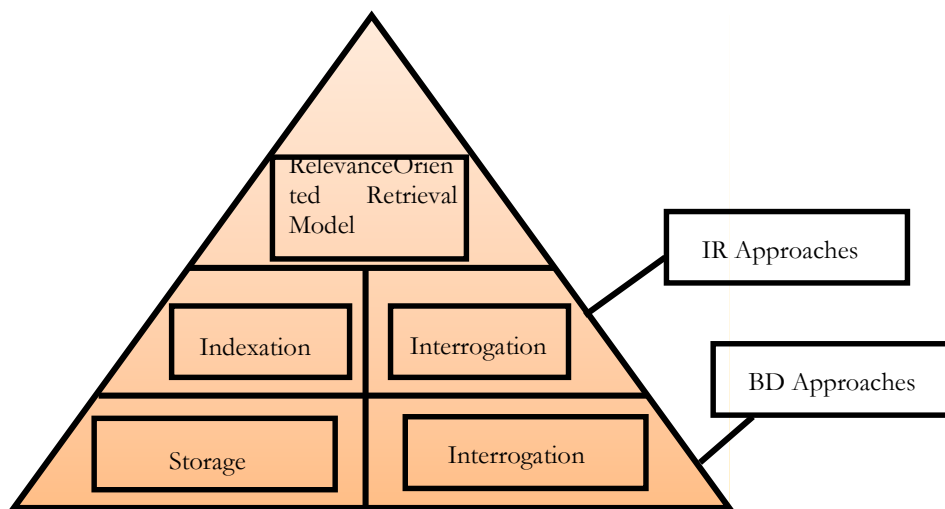 RelevanceOrien
ted Retrieval
Model
IR Approaches
Indexation
Interrogation
BD Approaches
Storage
Interrogation